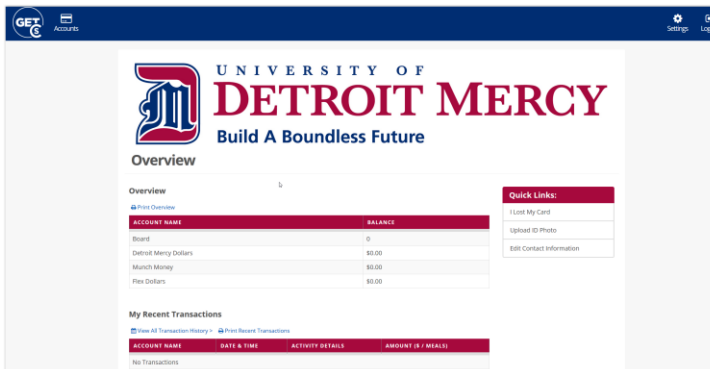 GET
Accounts
Settings
UNIVERSITY OF
DETROIT MERCY
Build A Boundless Future
Overview
Overview
Print Overview
ACCOUNT NAME BALANCE
Board 0
Detroit Mercy Dollars $0.00
Munch Money $0.00
Flex Dollars $0.00
Quick Links:
I Lost My Card
Upload ID Photo
Edit Contact Information
My Recent Transactions
View All Transaction History » Print Recent Transactions
ACCOUNT NAME DATE & TIME ACTIVITY DETAILS AMOUNT ($ / MEALS)
No Transactions